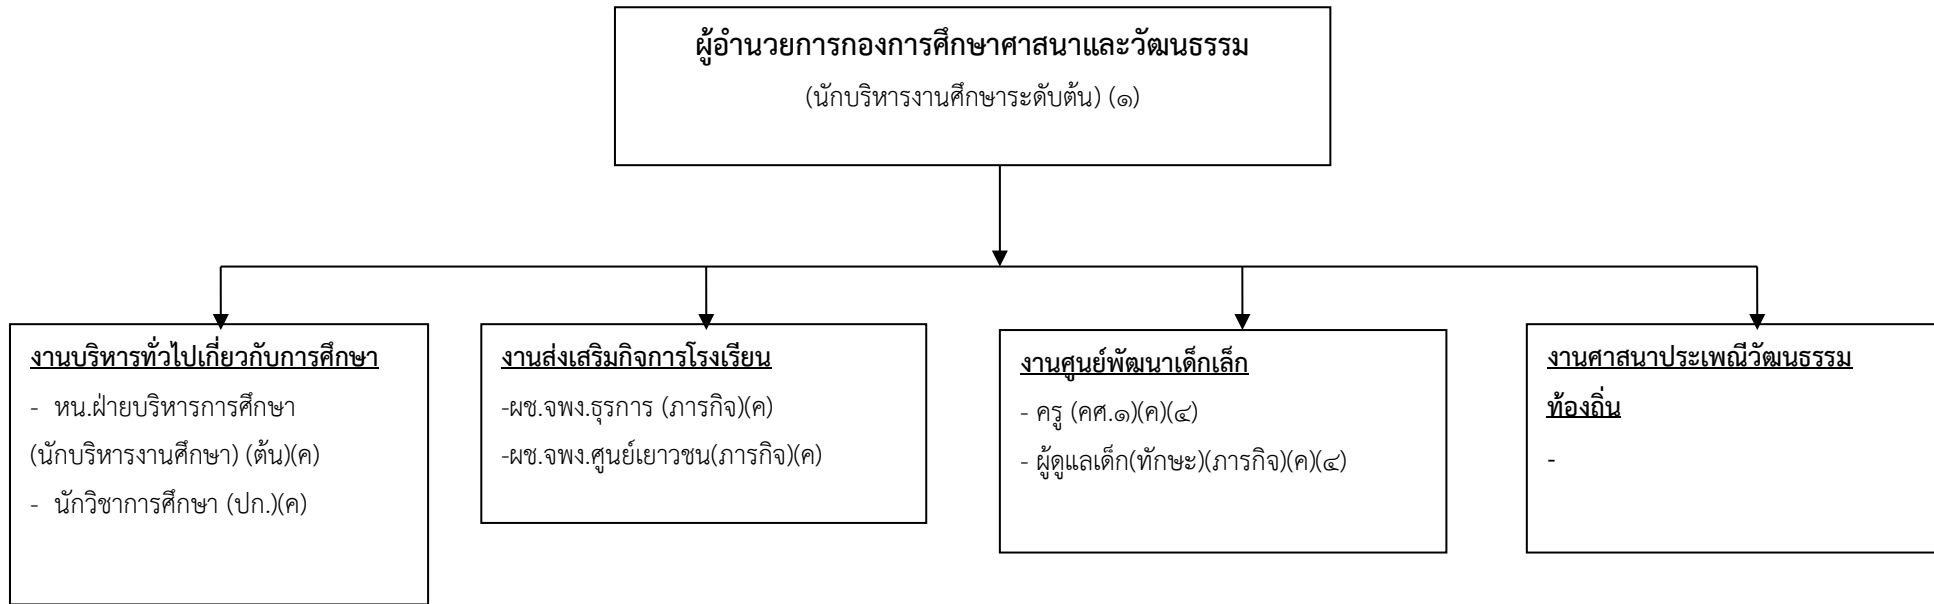 ผู้อำนวยการกองการศึกษาศาสนาและวัฒนธรรม
(นักบริหารงานศึกษาระดับต้น) (๑)
งานบริหารทั่วไปเกี่ยวกับการศึกษา
- หน.ฝ่ายบริหารการศึกษา
(นักบริหารงานศึกษา) (ต้น)(ค)
- นักวิชาการศึกษา (ปก.)(ค)
งานส่งเสริมกิจการโรงเรียน
-ผช.จพง.ธุรการ (ภารกิจ)(ค)
-ผช.จพง.ศูนย์เยาวชน(ภารกิจ)(ค)
งานศูนย์พัฒนาเด็กเล็ก
- ครู (คศ.๑)(ค)(๔)
- ผู้ดูแลเด็ก(ทักษะ)(ภารกิจ)(ค)(๔)
งานศาสนาประเพณีวัฒนธรรม
ท้องถิ่น
-